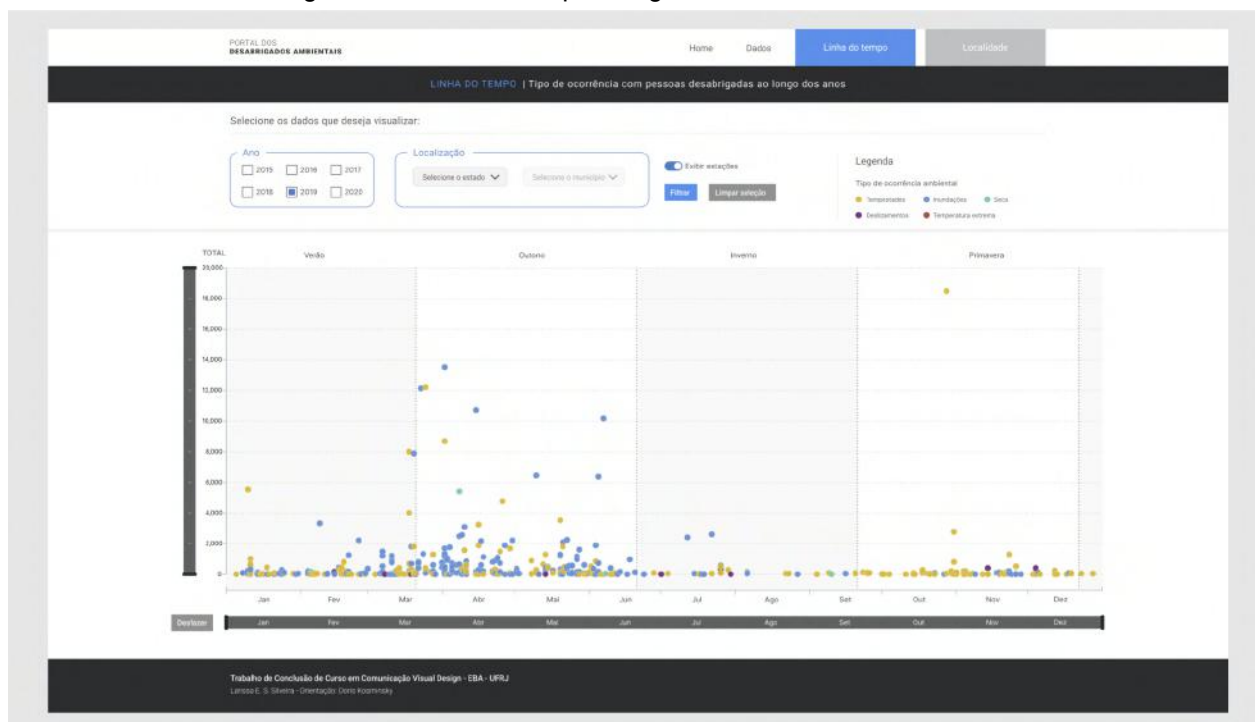 PORTAL DOS
DESABRIGADOS AMBIENTAIS
Home Dados Linha do tempo Localidade
LINHA DO TEMPO | Tipo de ocorrência com pessoas desabrigadas ao longo dos anos
Selecione os dados que deseja visualizar:
Ano
2015 2016 2017
2018 2019 2020
Localização
Selecione o estado Selecione o município
Exibir estações
Filtrar Limpar seleção
Legenda
Tipo de ocorrência ambiental
Tempestades Inundações Seca
Deslizamentos Temperatura extrema
TOTAL Verão Outono Inverno Primavera
20,000
18,000
16,000
14,000
12,000
10,000
8,000
6,000
4,000
2,000
0
Jan Fev Mar Abr Mai Jun Jul Ago Set Out Nov Dez
Desfazer Jan Fev Mar Abr Mai Jun Jul Ago Set Out Nov Dez
Trabalho de Conclusão de Curso em Comunicação Visual Design - EBA - UFRJ
Larissa E. S. Silveira - Orientação: Doris Kosminsky